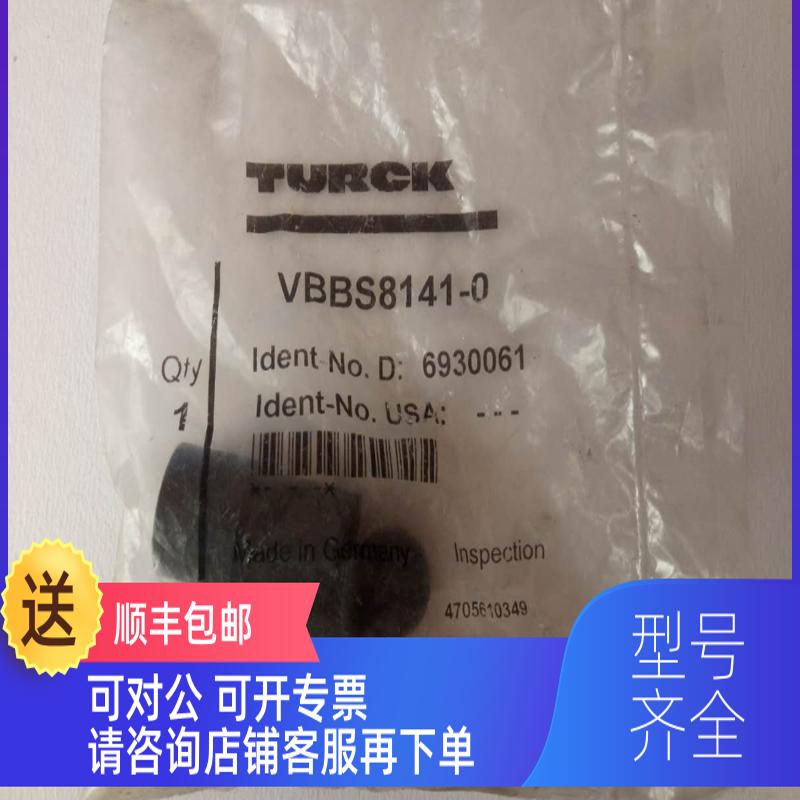 TURCK
VBBS8141-0
Qty
1
Ident-No. D: 6930061
Ident-No. USA: ---
*- - - -*
Made in Germany
Inspection
4705610349
送
顺丰包邮
可对公 可开专票
请咨询店铺客服再下单
型号
齐全